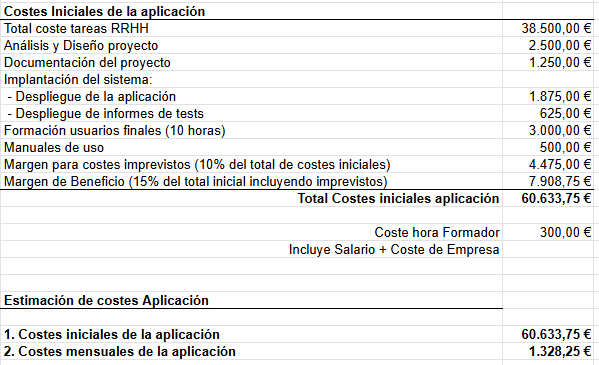 Costes Iniciales de la aplicación
Total coste tareas RRHH 38.500,00 €
Análisis y Diseño proyecto 2.500,00 €
Documentación del proyecto 1.250,00 €
Implantación del sistema:
- Despliegue de la aplicación 1.875,00 €
- Despliegue de informes de tests 625,00 €
Formación usuarios finales (10 horas) 3.000,00 €
Manuales de uso 500,00 €
Margen para costes imprevistos (10% del total de costes iniciales) 4.475,00 €
Margen de Beneficio (15% del total inicial incluyendo imprevistos) 7.908,75 €
Total Costes iniciales aplicación 60.633,75 €
Coste hora Formador 300,00 €
Incluye Salario + Coste de Empresa
Estimación de costes Aplicación
1. Costes iniciales de la aplicación 60.633,75 €
2. Costes mensuales de la aplicación 1.328,25 €